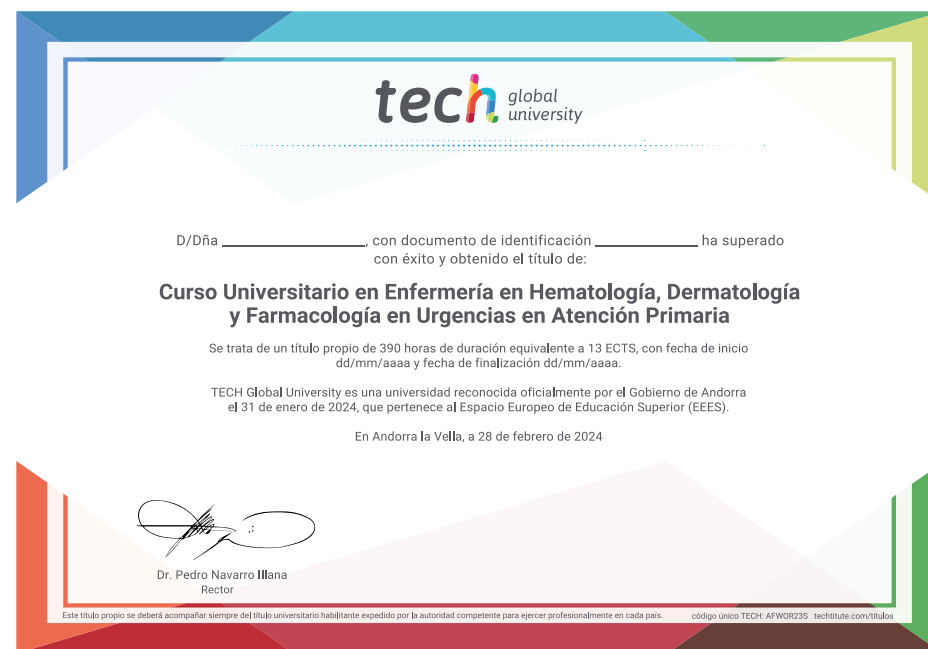 tech global
university
D/Dña ______________, con documento de identificación __________ ha superado
con éxito y obtenido el título de:
Curso Universitario en Enfermería en Hematología, Dermatología
y Farmacología en Urgencias en Atención Primaria
Se trata de un título propio de 390 horas de duración equivalente a 13 ECTS, con fecha de inicio
dd/mm/aaaa y fecha de finalización dd/mm/aaaa.
TECH Global University es una universidad reconocida oficialmente por el Gobierno de Andorra
el 31 de enero de 2024, que pertenece al Espacio Europeo de Educación Superior (EEES).
En Andorra la Vella, a 28 de febrero de 2024
Dr. Pedro Navarro Illana
Rector
Este título propio se deberá acompañar siempre del título universitario habilitante expedido por la autoridad competente para ejercer profesionalmente en cada país.
código único TECH: AFWOR23S techtitute.com/titulos